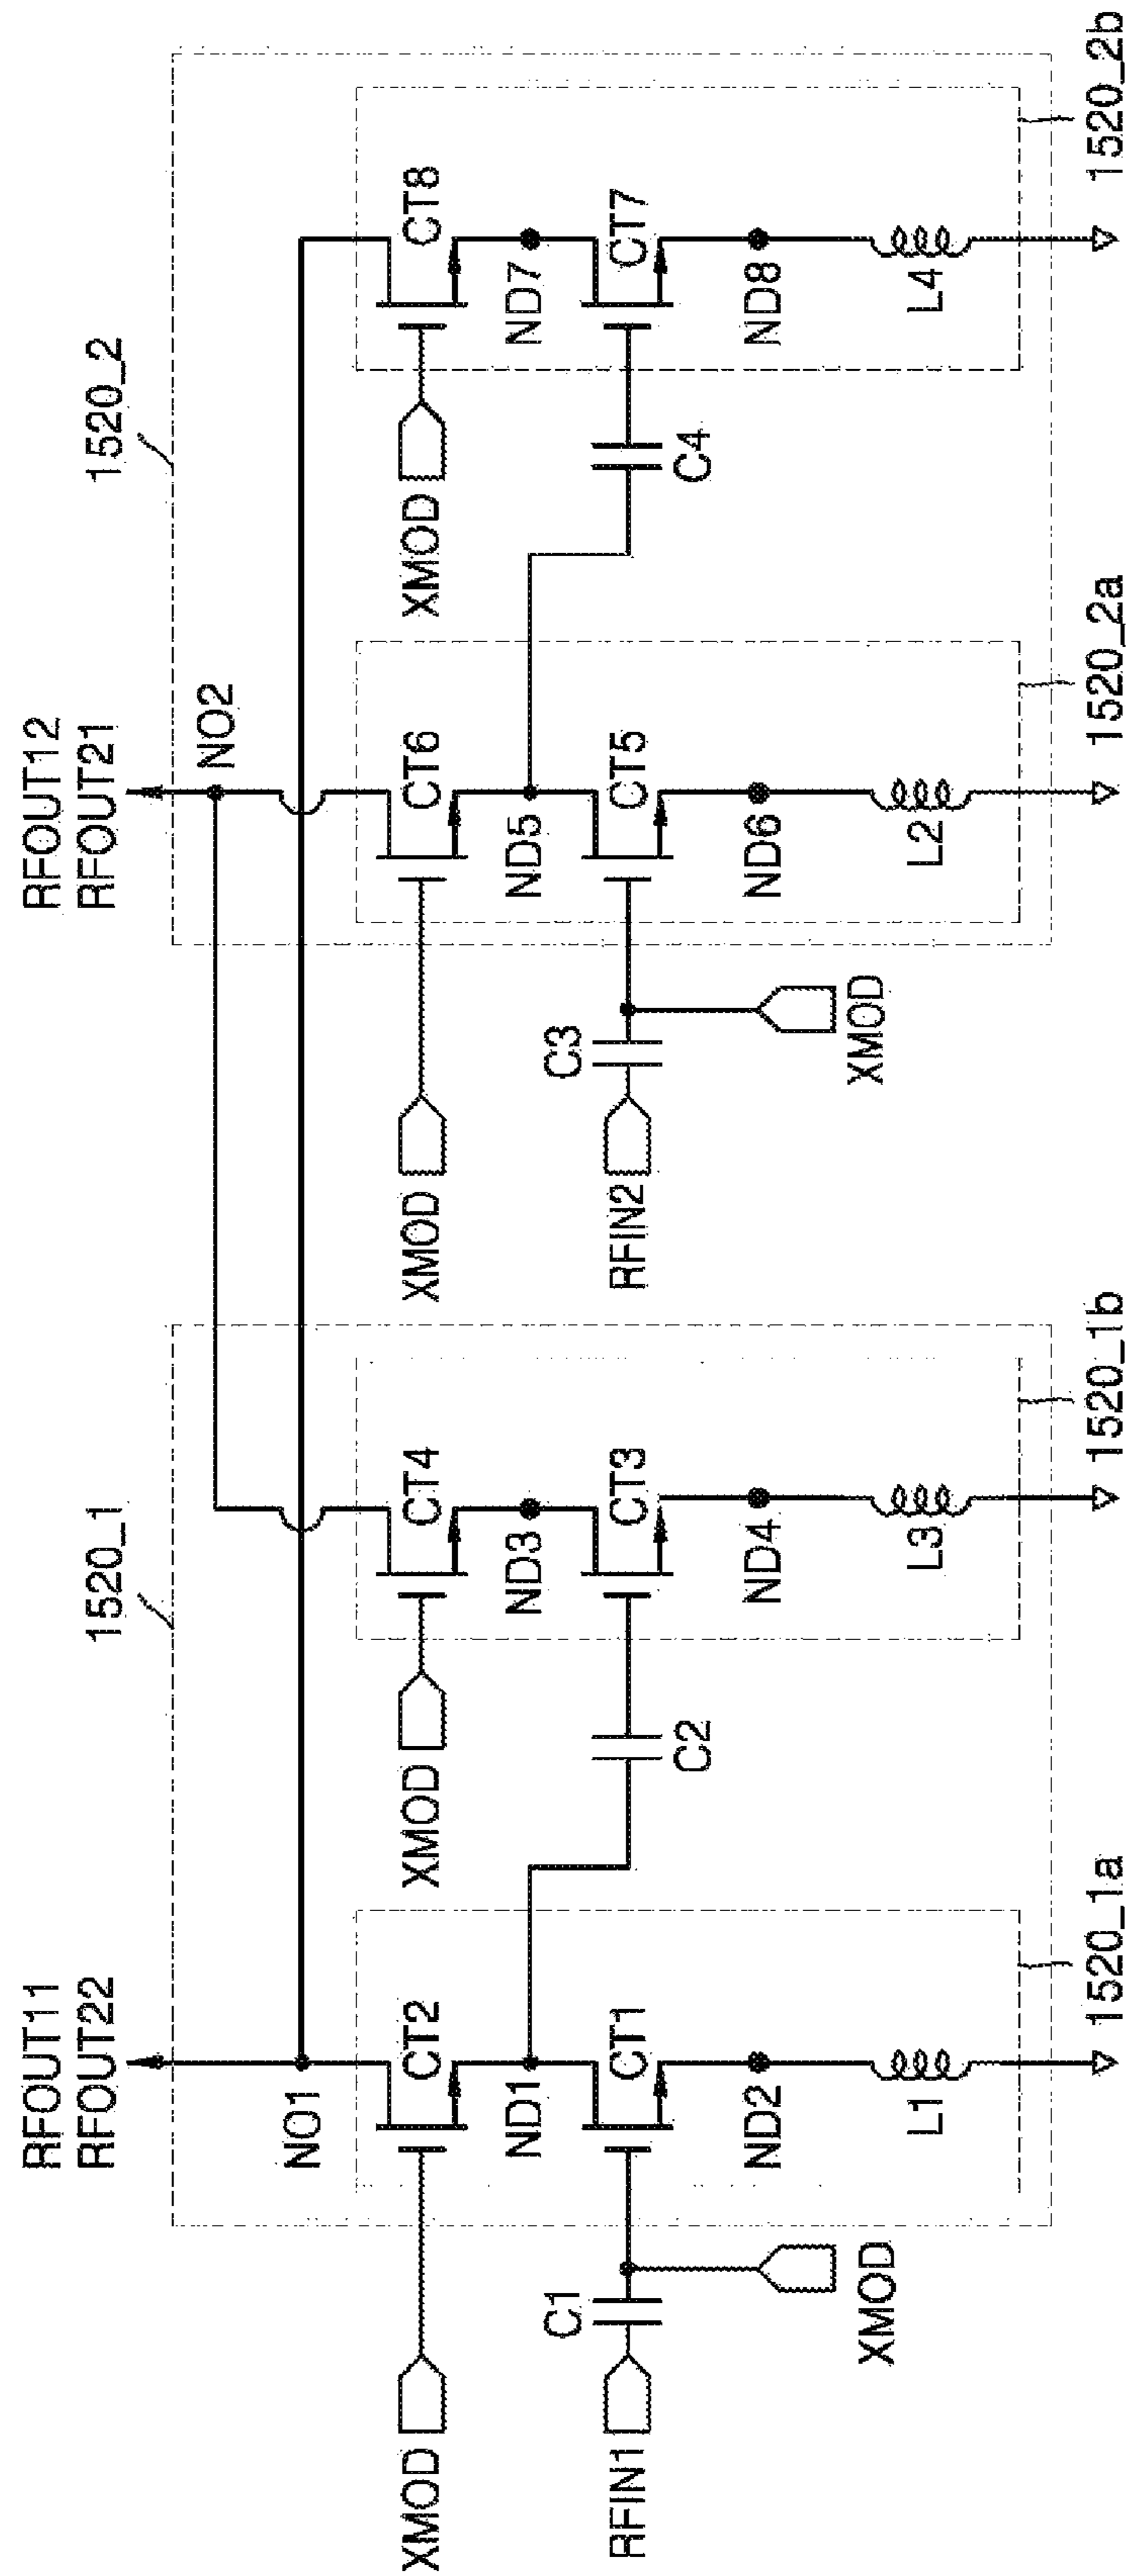 RFOUT11
RFOUT22
RFOUT12
RFOUT21
1520_1
1520_2
NO2
NO1
XMOD
CT2
XMOD
CT4
XMOD
CT6
XMOD
CT8
ND1
ND3
ND5
ND7
RFIN1
C1
CT1
C2
CT3
RFIN2
C3
CT5
C4
CT7
XMOD
ND2
ND4
XMOD
ND6
ND8
L1
L3
L2
L4
1520_1a
1520_1b
1520_2a
1520_2b